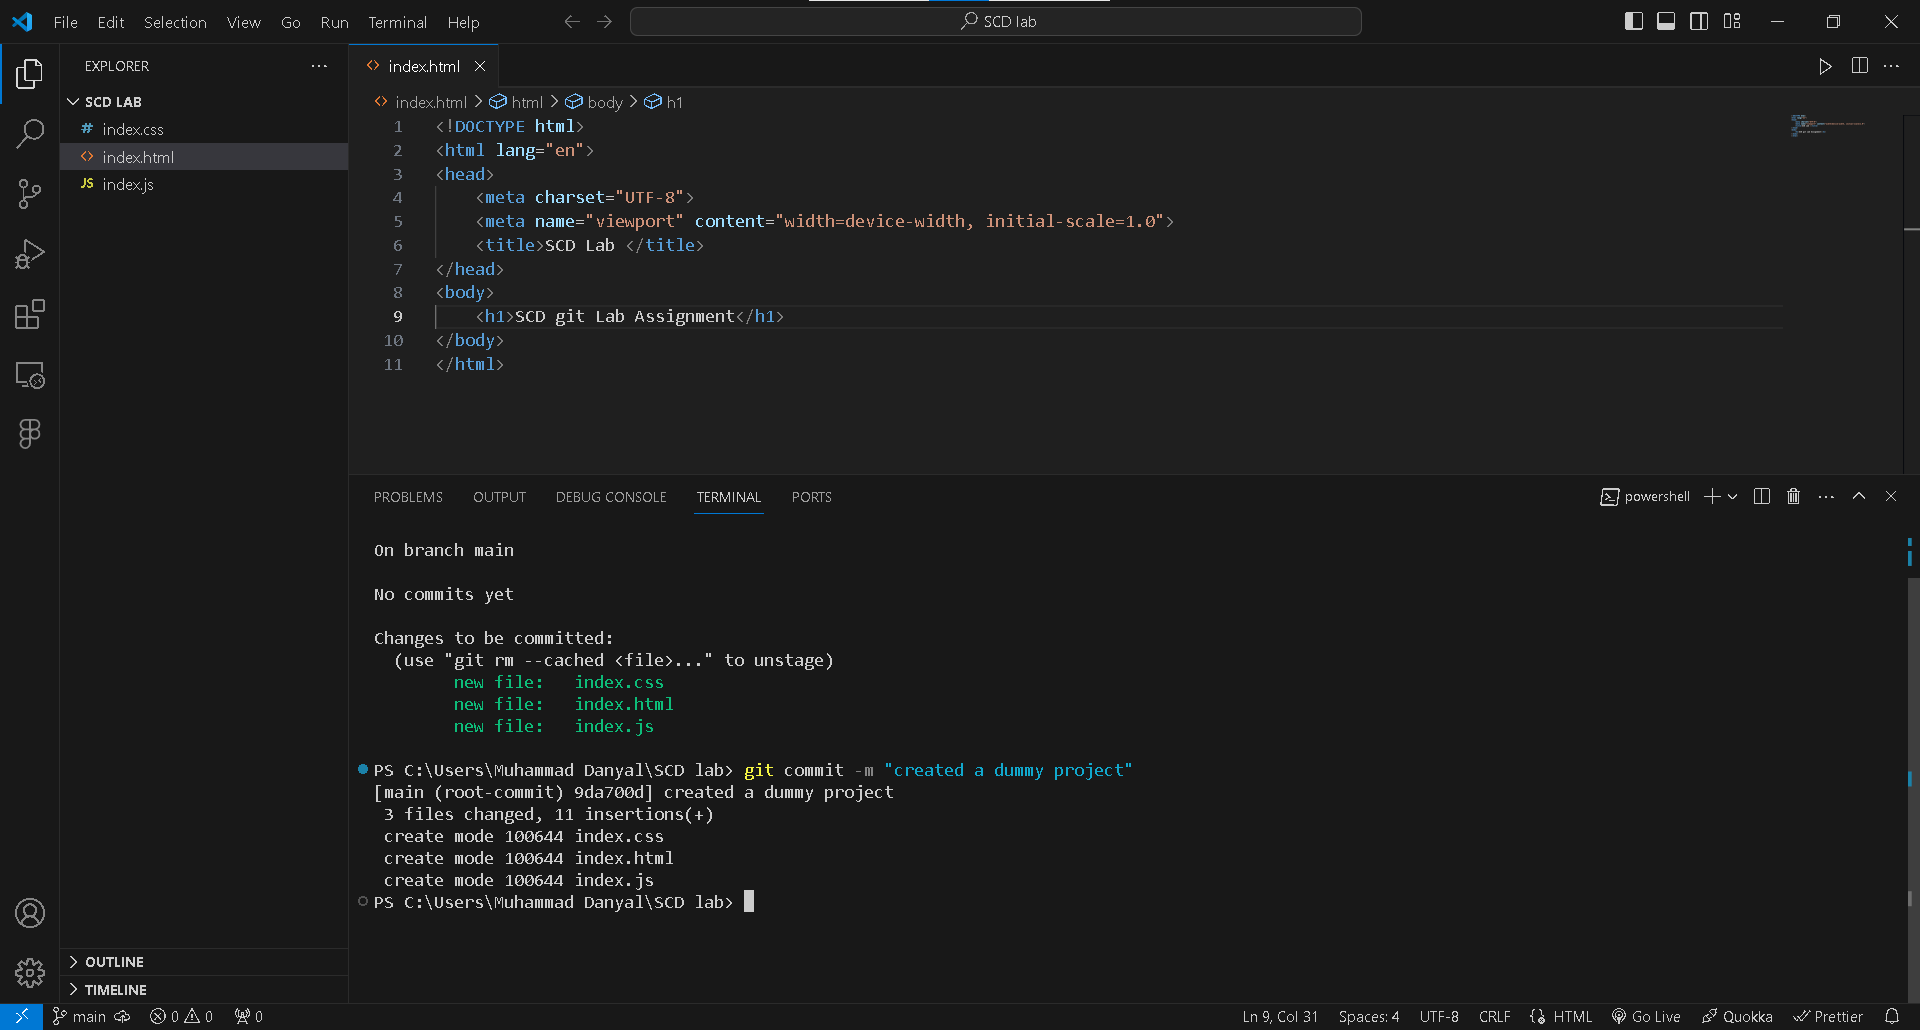 File Edit Selection View Go Run Terminal Help
SCD lab
EXPLORER
SCD LAB
# index.css
<> index.html
JS index.js
OUTLINE
TIMELINE
<> index.html
<> index.html > html > body > h1
1 <!DOCTYPE html>
2 <html lang="en">
3 <head>
4 <meta charset="UTF-8">
5 <meta name="viewport" content="width=device-width, initial-scale=1.0">
6 <title>SCD Lab </title>
7 </head>
8 <body>
9 <h1>SCD git Lab Assignment</h1>
10 </body>
11 </html>
PROBLEMS OUTPUT DEBUG CONSOLE TERMINAL PORTS
powershell
On branch main
No commits yet
Changes to be committed:
(use "git rm --cached <file>..." to unstage)
new file: index.css
new file: index.html
new file: index.js
PS C:\Users\Muhammad Danyal\SCD lab> git commit -m "created a dummy project"
[main (root-commit) 9da700d] created a dummy project
3 files changed, 11 insertions(+)
create mode 100644 index.css
create mode 100644 index.html
create mode 100644 index.js
PS C:\Users\Muhammad Danyal\SCD lab>
main 0 0 0 Ln 9, Col 31 Spaces: 4 UTF-8 CRLF HTML Go Live Quokka Prettier